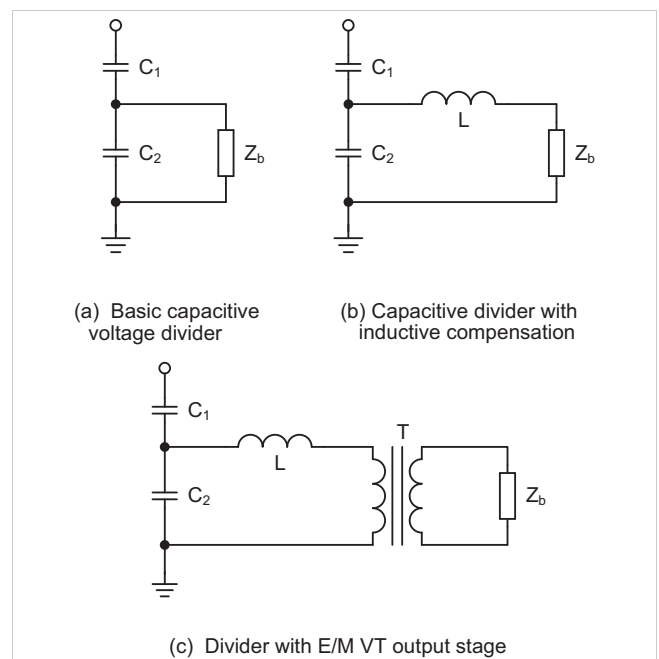 C1
C2
Zb
(a) Basic capacitive
voltage divider
C1
L
C2
Zb
(b) Capacitive divider with
inductive compensation
C1
L
T
C2
Zb
(c) Divider with E/M VT output stage